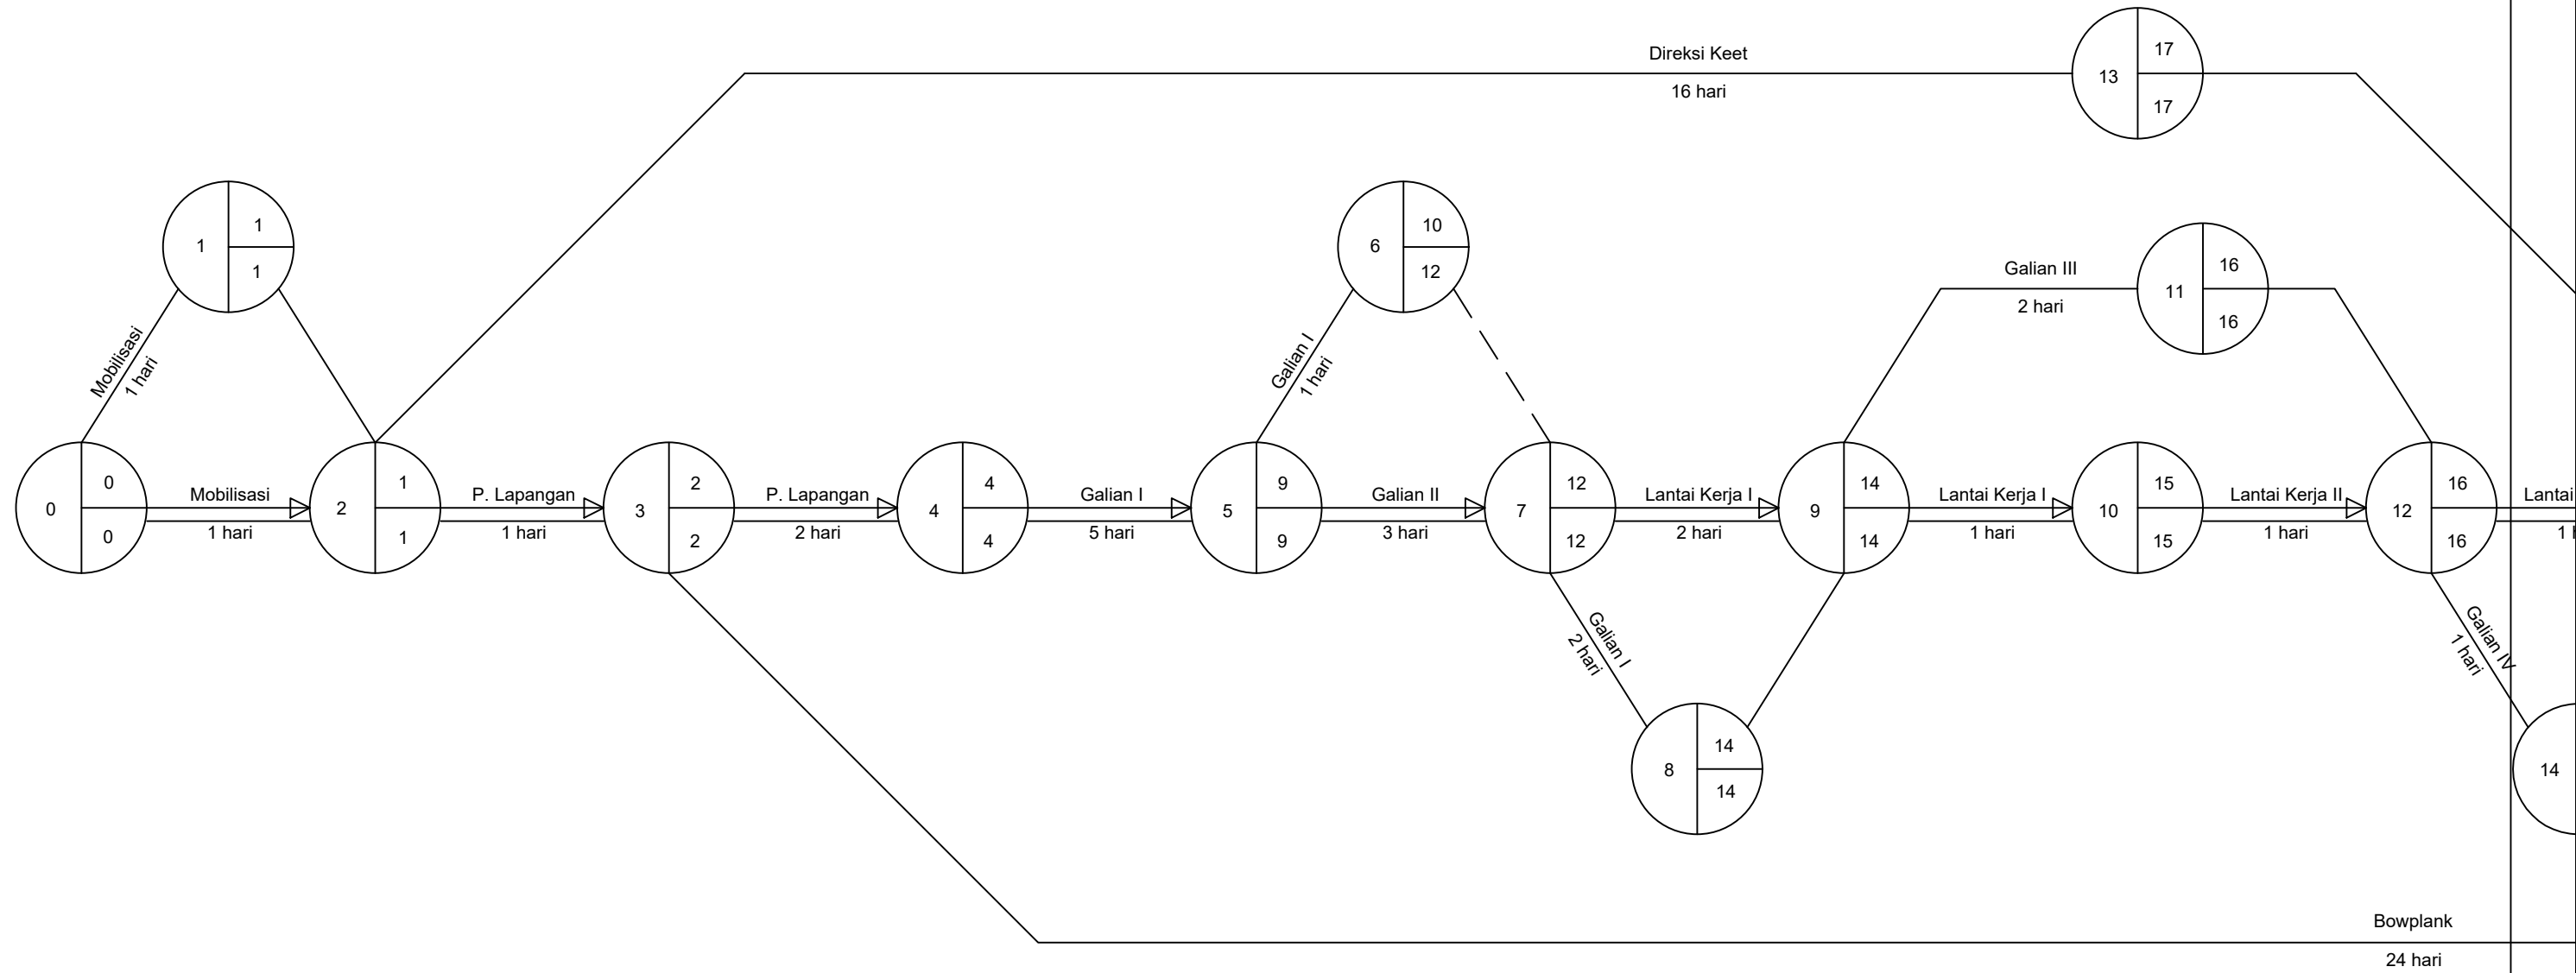 Direksi Keet
16 hari
13
17
17
1
1
1
Mobilisasi
1 hari
6
10
12
Galian I
1 hari
Galian III
2 hari
11
16
16
0
0
0
Mobilisasi
1 hari
2
1
1
P. Lapangan
1 hari
3
2
2
P. Lapangan
2 hari
4
4
4
Galian I
5 hari
5
9
9
Galian II
3 hari
7
12
12
Lantai Kerja I
2 hari
9
14
14
Lantai Kerja I
1 hari
10
15
15
Lantai Kerja II
1 hari
12
16
16
Lantai
1
Galian I
2 hari
8
14
14
Galian IV
1 hari
14
Bowplank
24 hari